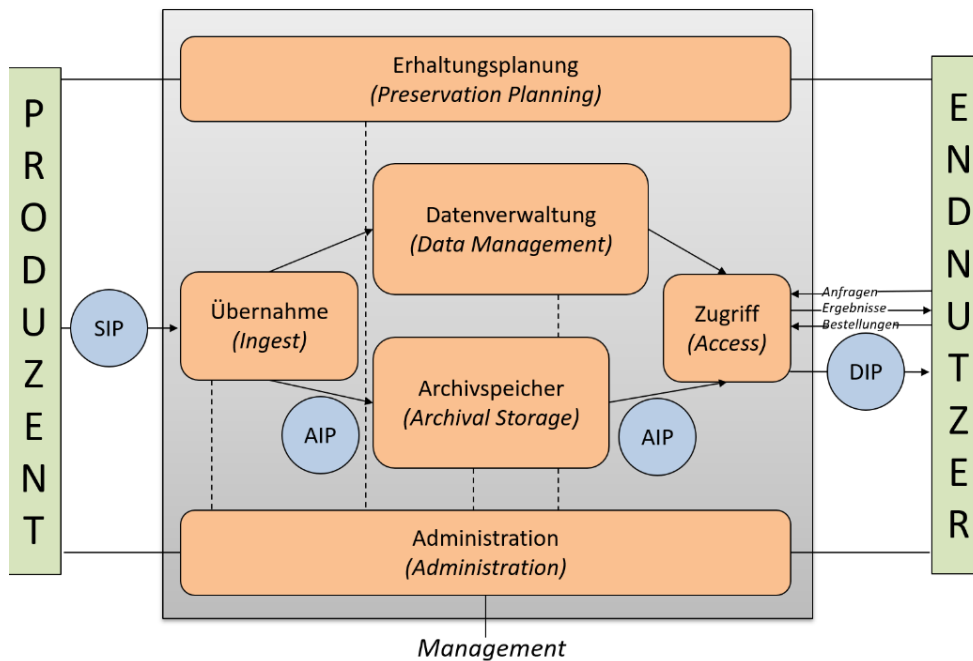 Erhaltungsplanung
(Preservation Planning)
PRODUZENT
ENDNUTZER
Datenverwaltung
(Data Management)
Übernahme
(Ingest)
SIP
Zugriff
(Access)
Anfragen
Ergebnisse
Bestellungen
DIP
Archivspeicher
(Archival Storage)
AIP
AIP
Administration
(Administration)
Management